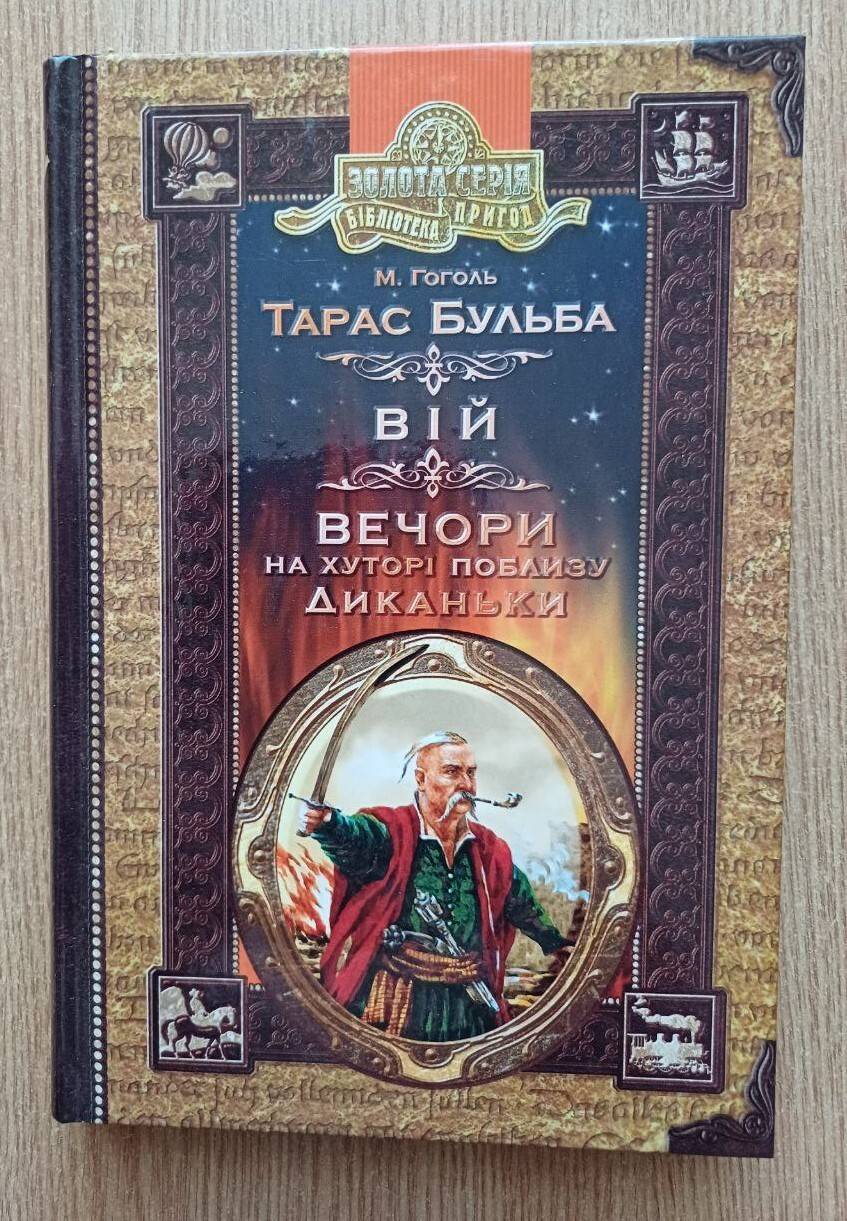 ЗОЛОТА СЕРІЯ
БІБЛІОТЕКА ПРИГОД
М. ГОГОЛЬ
ТАРАС БУЛЬБА
ВІЙ
ВЕЧОРИ
НА ХУТОРІ ПОБЛИЗУ
ДИКАНЬКИ